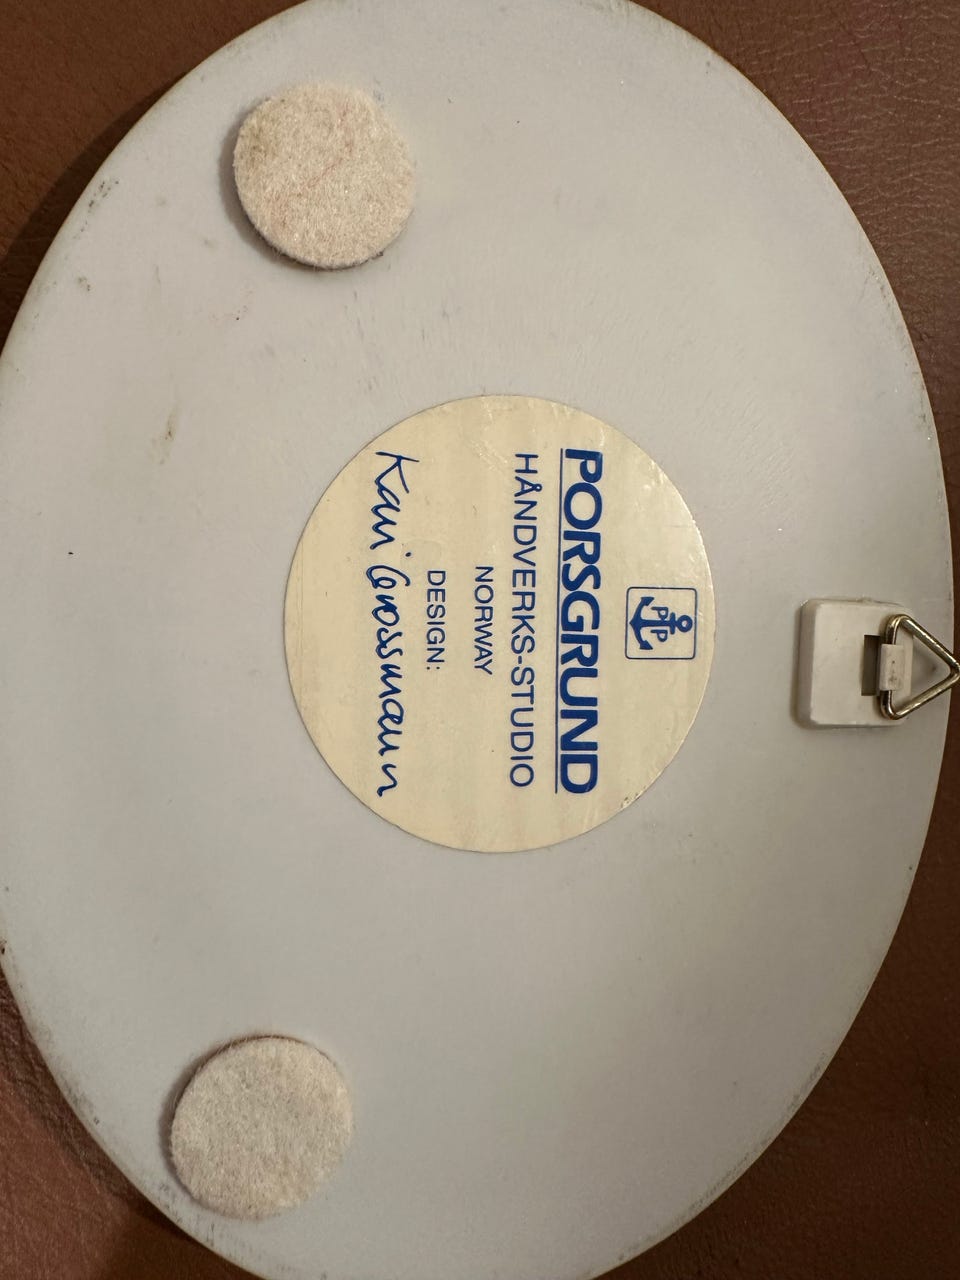 PP
PORSGRUND
HÅNDVERKS-STUDIO
NORWAY
DESIGN:
Kari Grossmann